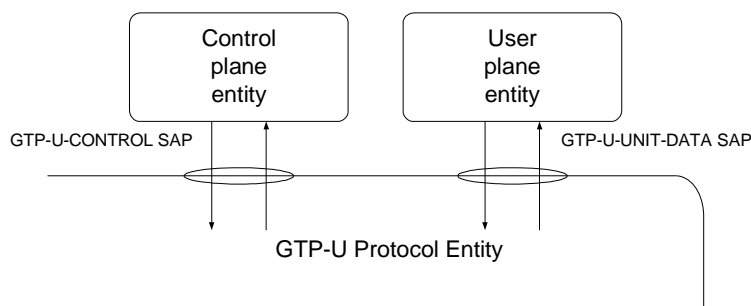 Control
plane
entity
User
plane
entity
GTP-U-CONTROL SAP
GTP-U-UNIT-DATA SAP
GTP-U Protocol Entity